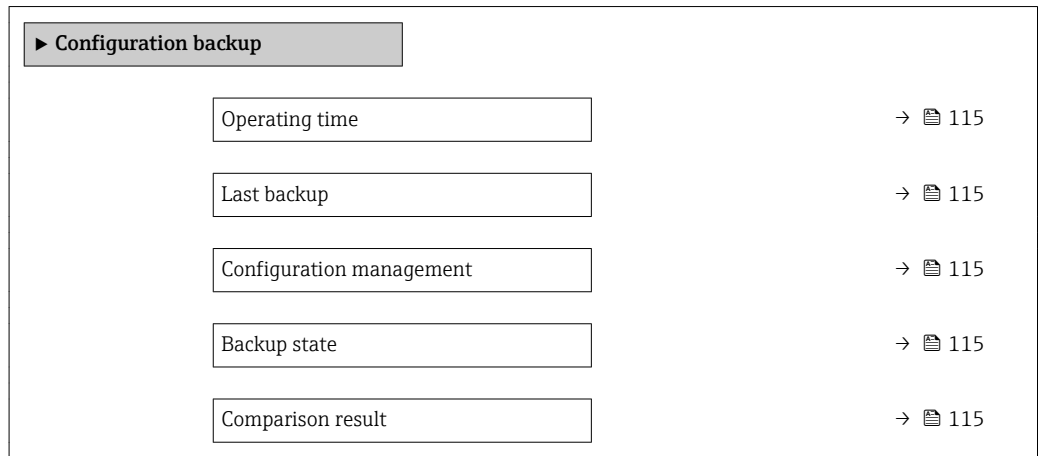 ► Configuration backup
Operating time → 🖹 115
Last backup → 🖹 115
Configuration management → 🖹 115
Backup state → 🖹 115
Comparison result → 🖹 115